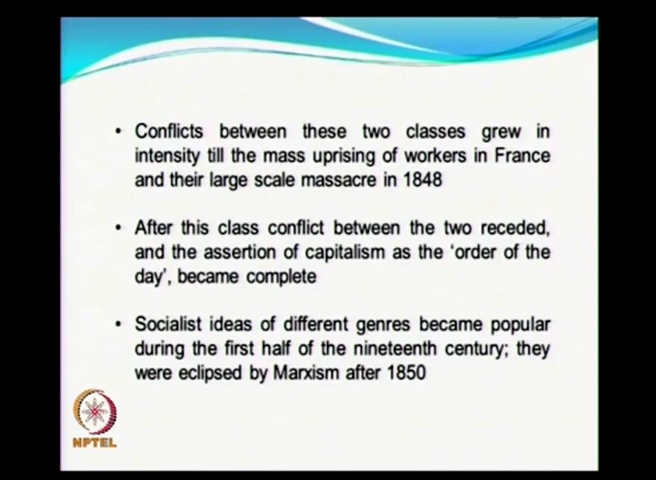 • Conflicts between these two classes grew in
intensity till the mass uprising of workers in France
and their large scale massacre in 1848
• After this class conflict between the two receded,
and the assertion of capitalism as the ‘order of the
day’, became complete
• Socialist ideas of different genres became popular
during the first half of the nineteenth century; they
were eclipsed by Marxism after 1850
NPTEL